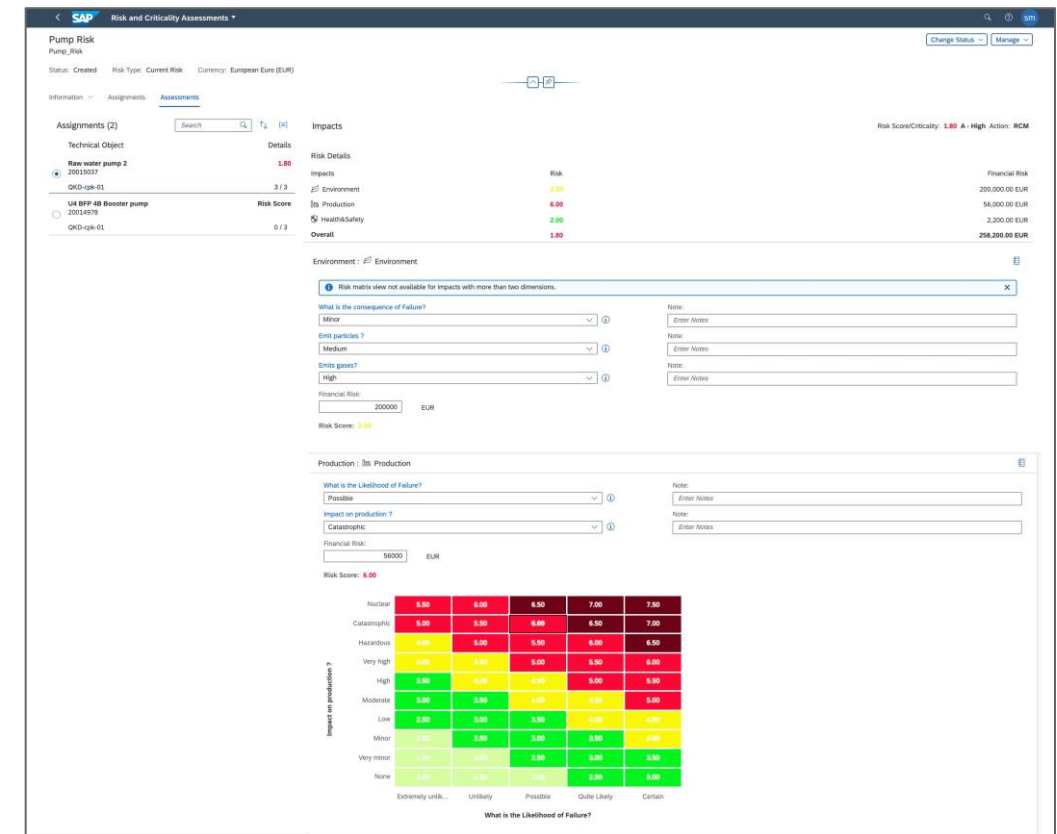 SAP Risk and Criticality Assessments
sm
Pump Risk
Pump_Risk
Change Status Manage
Status: Created Risk Type: Current Risk Currency: European Euro (EUR)
Information Assignments Assessments
Assignments (2) Search
Technical Object Details
Raw water pump 2 1.80
20015037
QKD-cpk-01 3 / 3
U4 BFP 4B Booster pump Risk Score
20014978
QKD-cpk-01 0 / 3
Impacts Risk Score/Criticality: 1.80 A - High Action: RCM
Risk Details
Impacts Risk Financial Risk
Environment 200,000.00 EUR
Production 6.00 56,000.00 EUR
Health&Safety 2.00 2,200.00 EUR
Overall 1.80 258,200.00 EUR
Environment : Environment
Risk matrix view not available for impacts with more than two dimensions.
What is the consequence of Failure? Note:
Minor Enter Notes
Emit particles ? Note:
Medium Enter Notes
Emits gases? Note:
High Enter Notes
Financial Risk:
200000 EUR
Risk Score:
Production : Production
What is the Likelihood of Failure? Note:
Possible Enter Notes
Impact on production ? Note:
Catastrophic Enter Notes
Financial Risk:
56000 EUR
Risk Score: 6.00
Impact on production ?
Nuclear 5.50 6.00 6.50 7.00 7.50
Catastrophic 5.00 5.50 6.00 6.50 7.00
Hazardous 5.00 5.50 6.00 6.50
Very high 5.00 5.50 6.00
High 3.50 5.00 5.50
Moderate 3.00 3.50 5.00
Low 2.50 3.00 3.50
Minor 2.50 3.00 3.50
Very minor 2.50 3.00 3.50
None 2.50 3.00
Extremely unlik... Unlikely Possible Quite Likely Certain
What is the Likelihood of Failure?